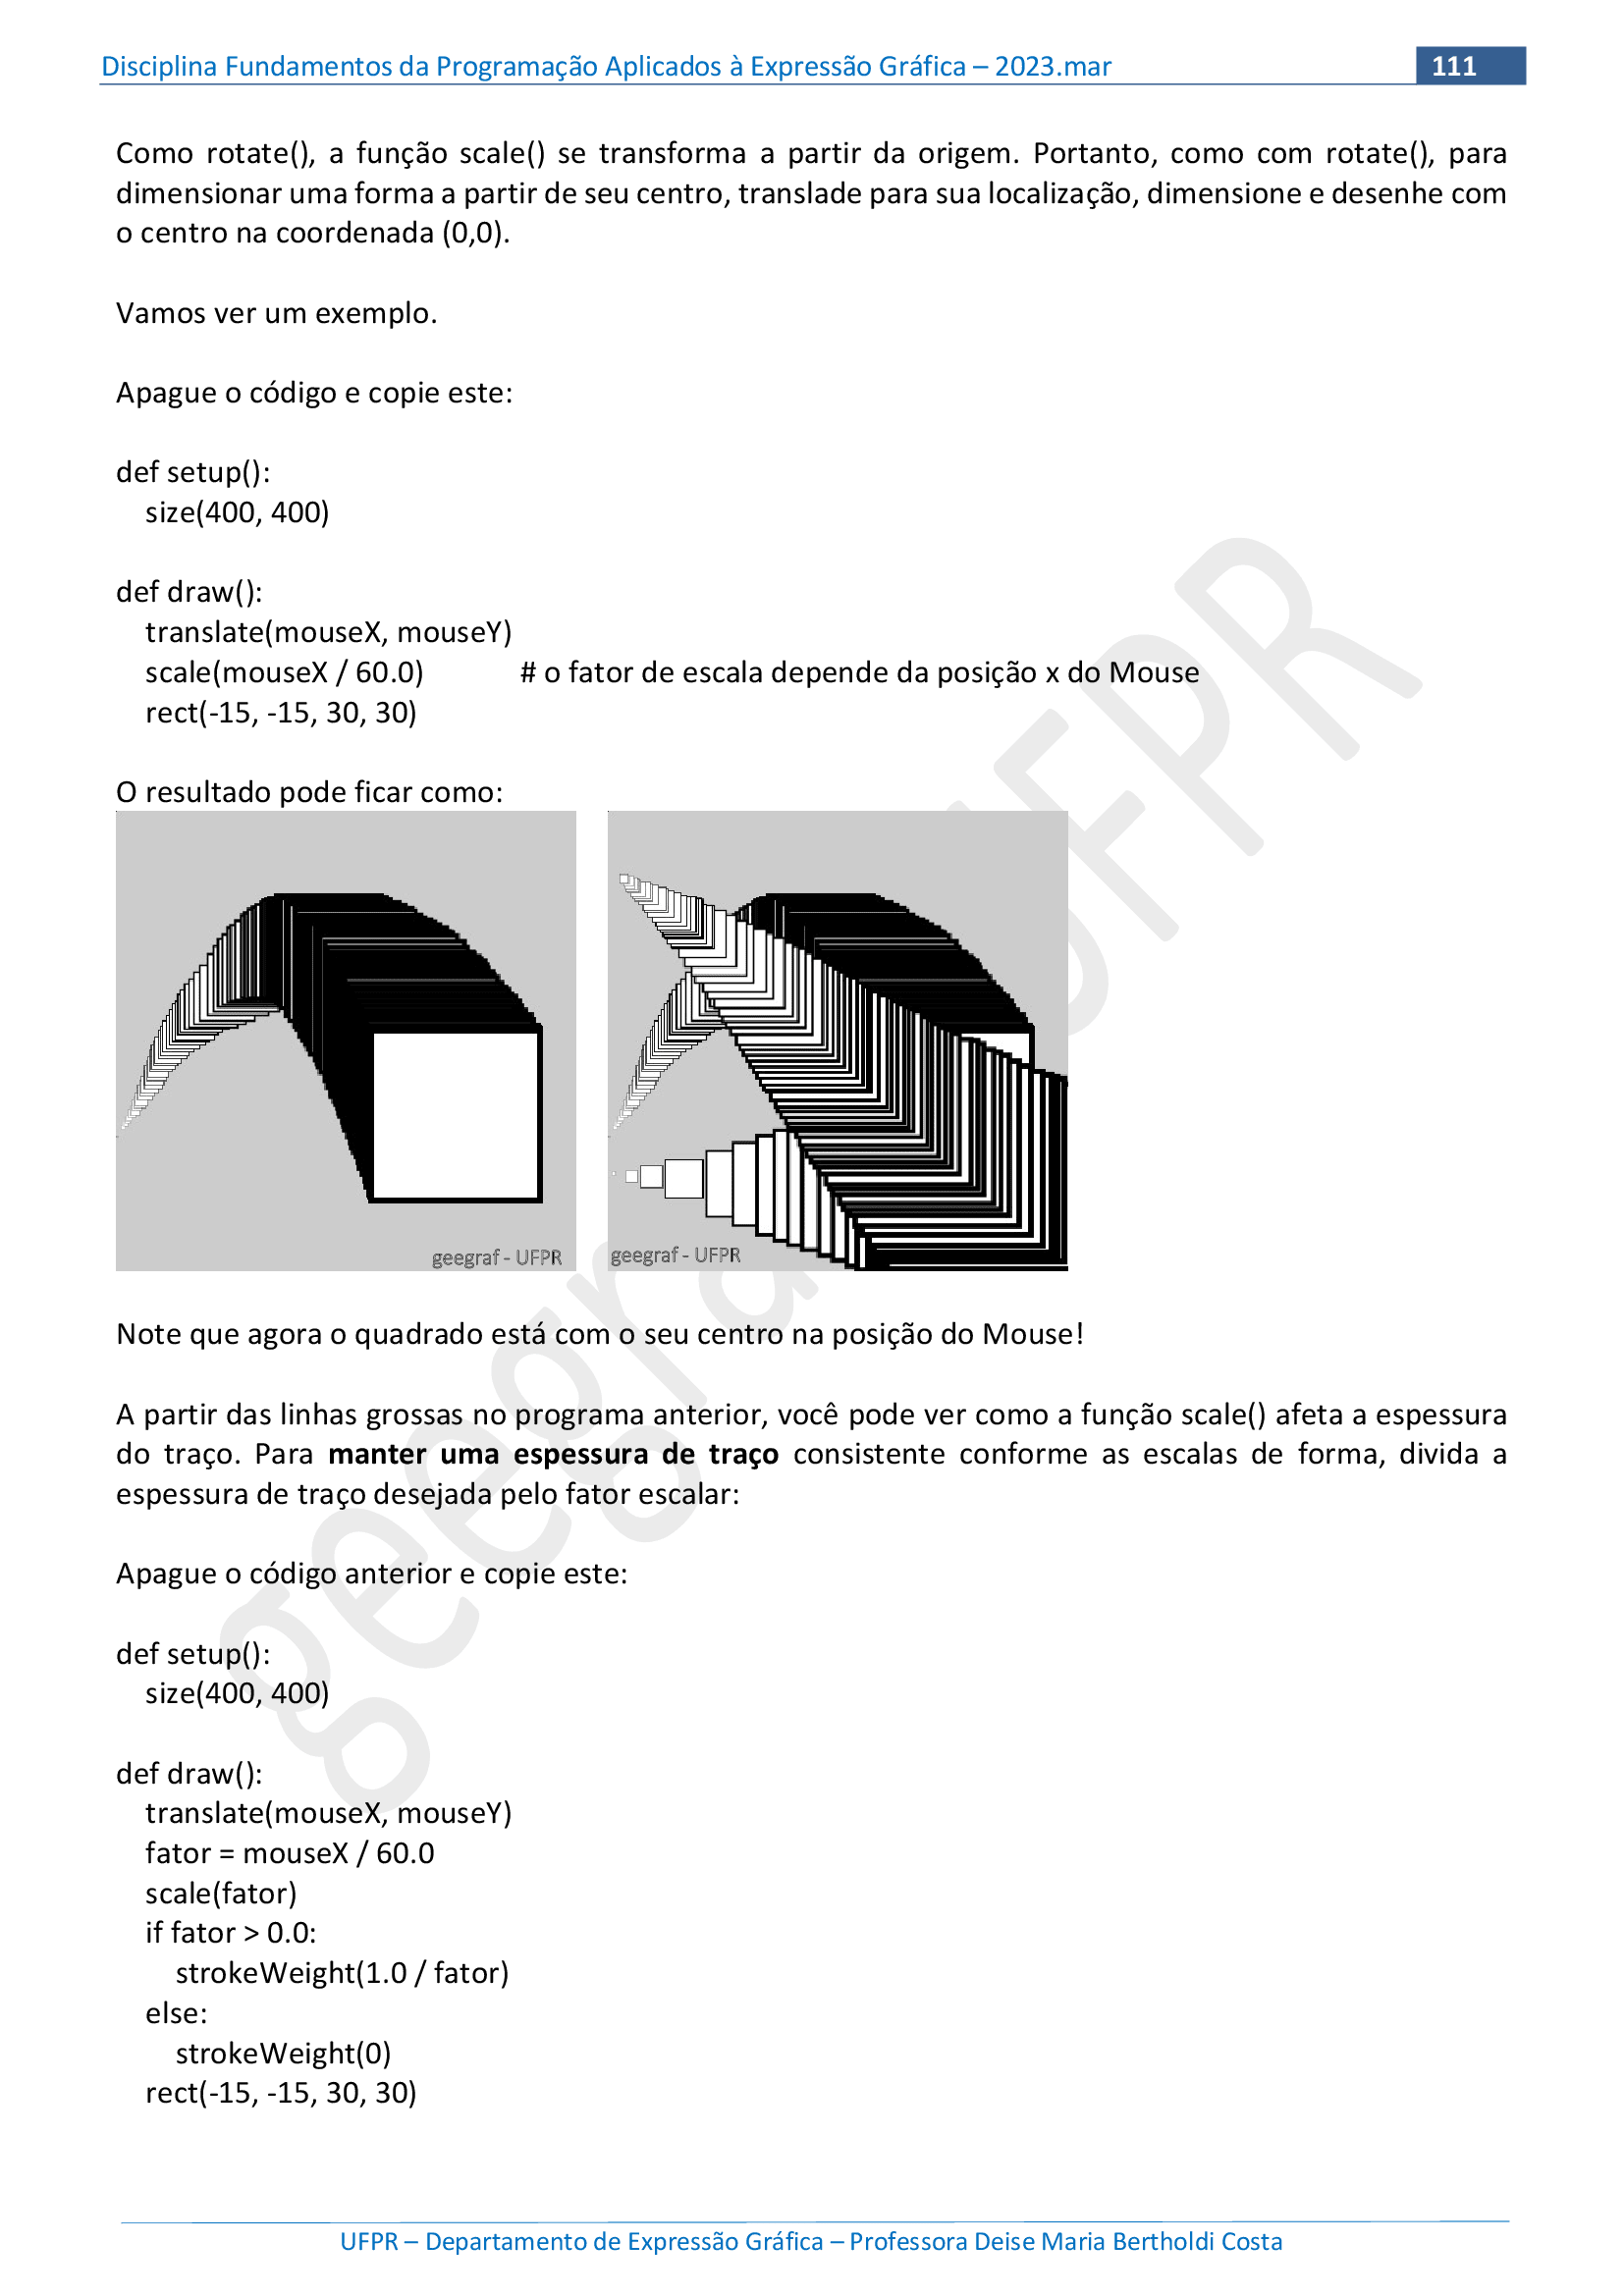 Disciplina Fundamentos da Programação Aplicados à Expressão Gráfica – 2023.mar 111
Como rotate(), a função scale() se transforma a partir da origem. Portanto, como com rotate(), para
dimensionar uma forma a partir de seu centro, translade para sua localização, dimensione e desenhe com
o centro na coordenada (0,0).
Vamos ver um exemplo.
Apague o código e copie este:
def setup():
size(400, 400)
def draw():
translate(mouseX, mouseY)
scale(mouseX / 60.0) # o fator de escala depende da posição x do Mouse
rect(-15, -15, 30, 30)
O resultado pode ficar como:
geegraf - UFPR geegraf - UFPR
Note que agora o quadrado está com o seu centro na posição do Mouse!
A partir das linhas grossas no programa anterior, você pode ver como a função scale() afeta a espessura
do traço. Para manter uma espessura de traço consistente conforme as escalas de forma, divida a
espessura de traço desejada pelo fator escalar:
Apague o código anterior e copie este:
def setup():
size(400, 400)
def draw():
translate(mouseX, mouseY)
fator = mouseX / 60.0
scale(fator)
if fator > 0.0:
strokeWeight(1.0 / fator)
else:
strokeWeight(0)
rect(-15, -15, 30, 30)
geegraf UFPR
UFPR – Departamento de Expressão Gráfica – Professora Deise Maria Bertholdi Costa